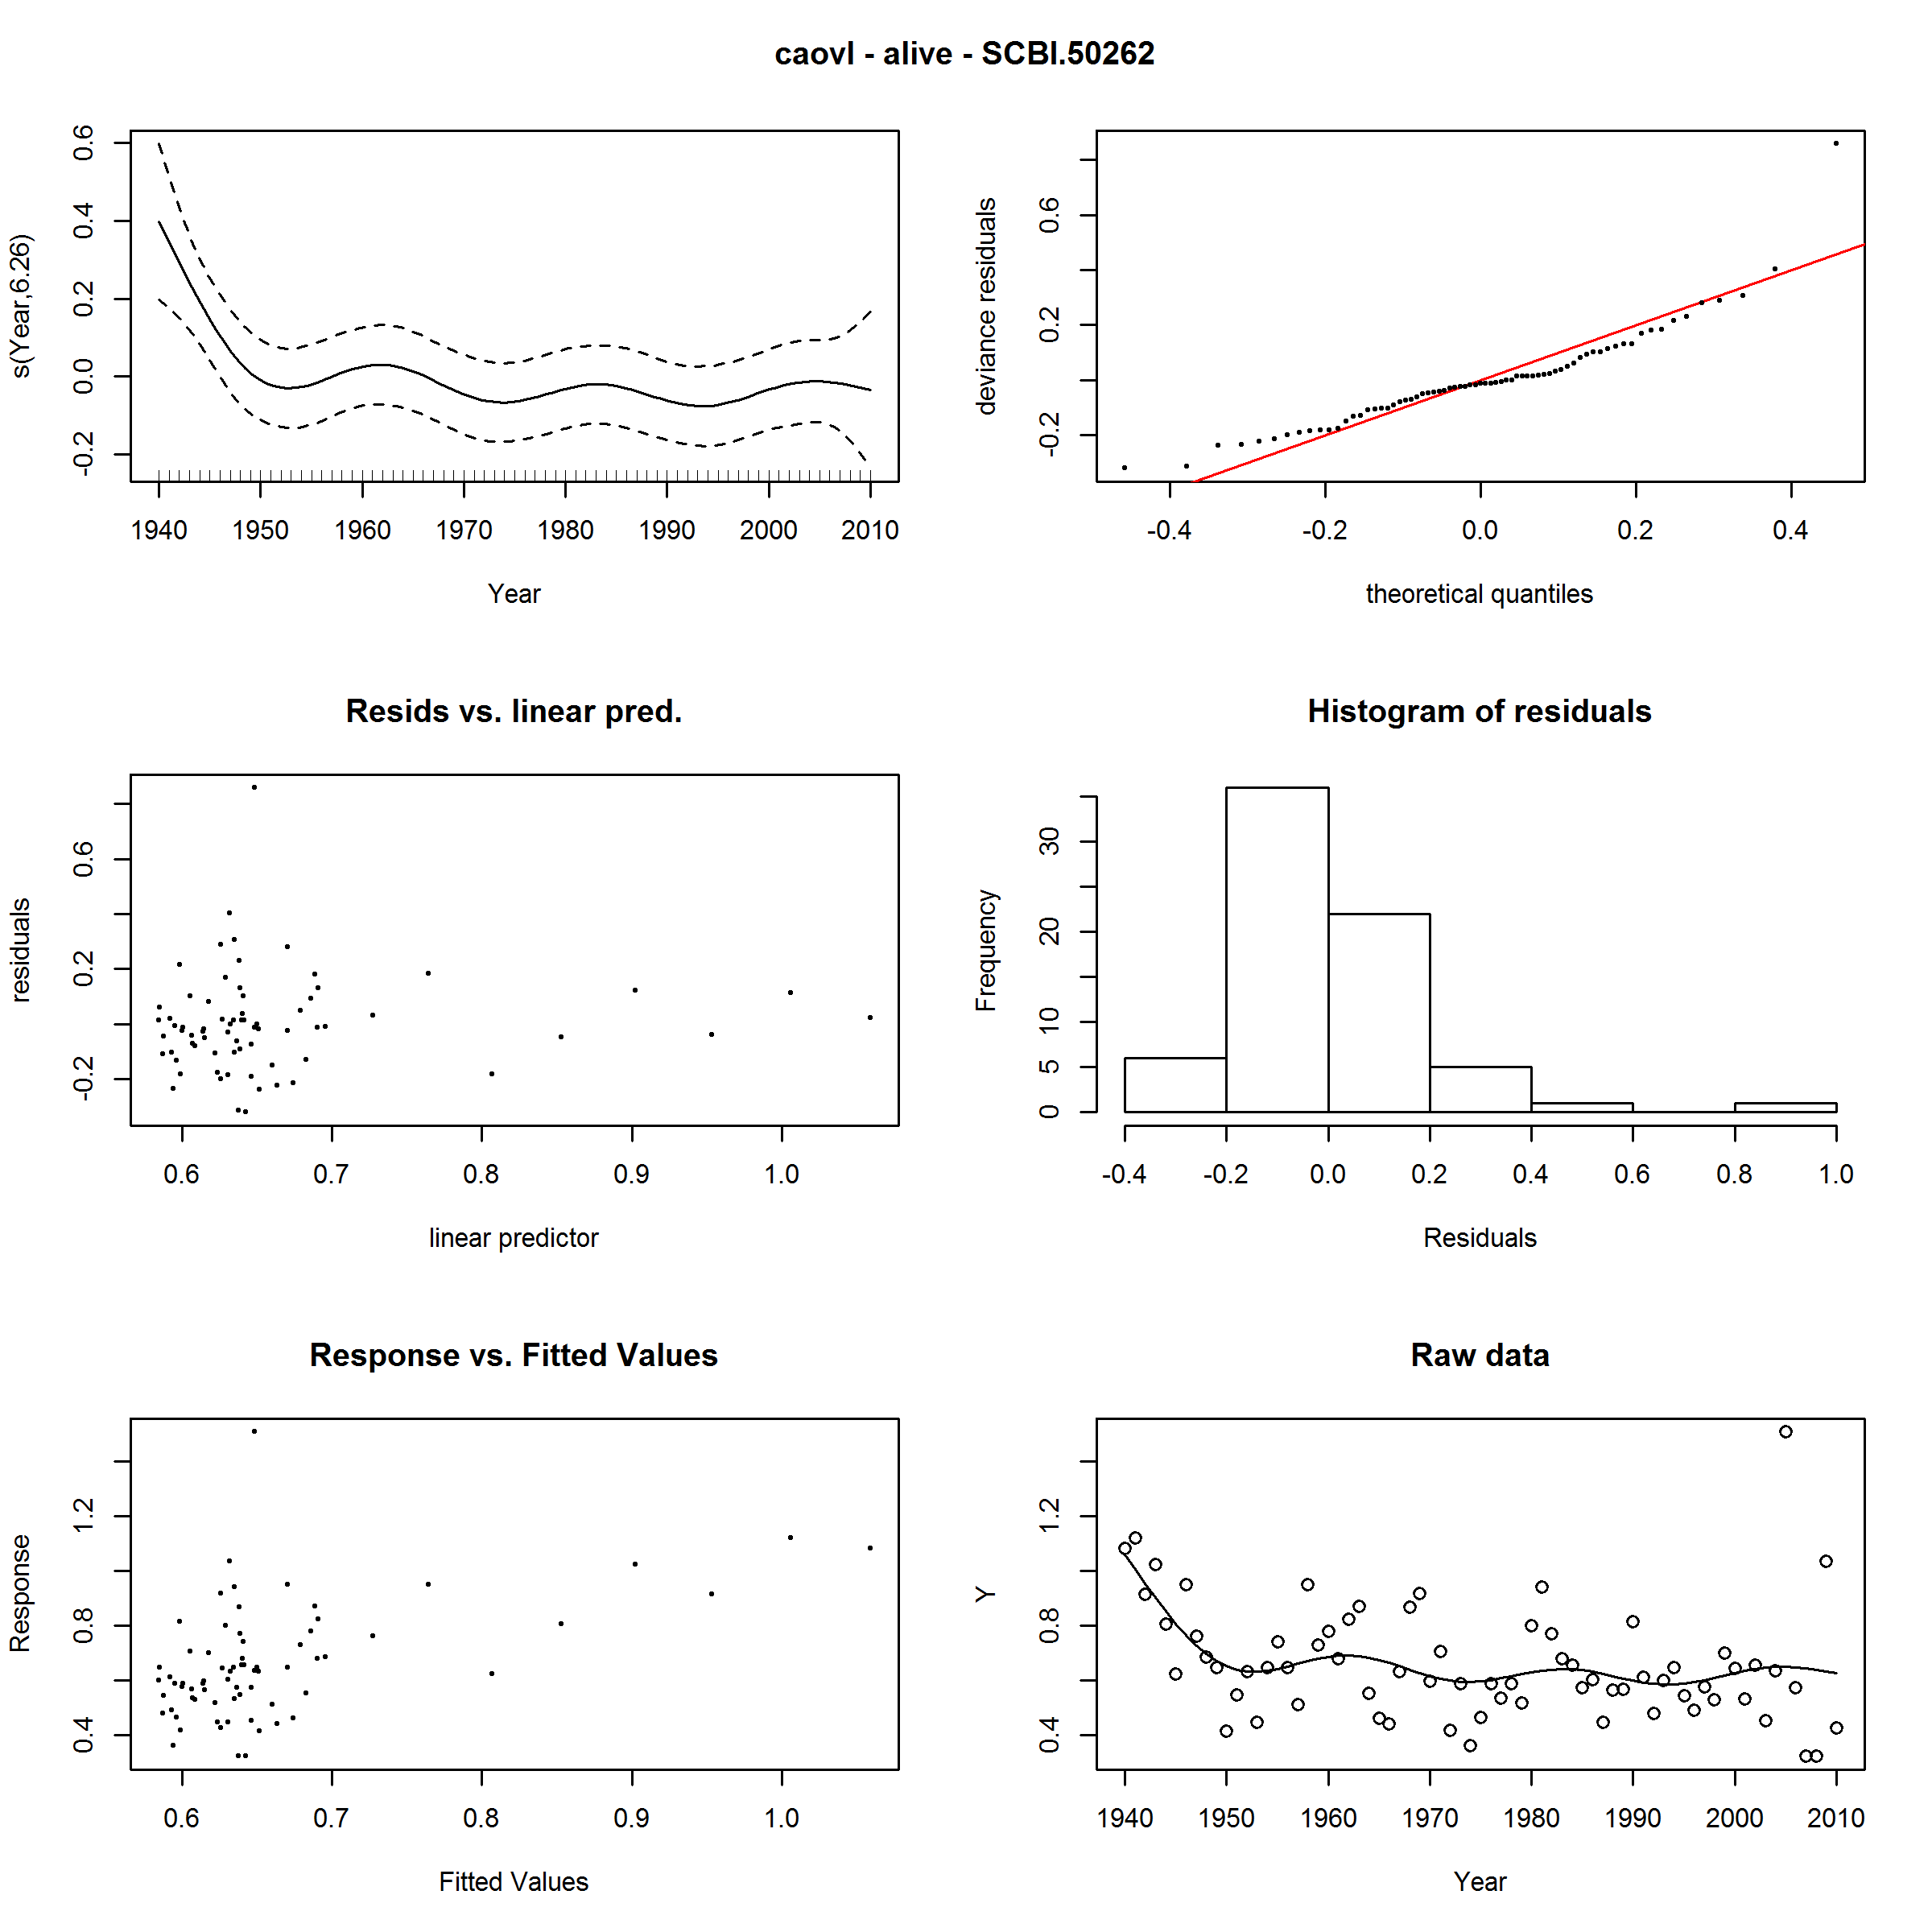 caovl - alive - SCBI.50262
s(Year,6.26)
-0.2 0.0 0.2 0.4 0.6
1940 1950 1960 1970 1980 1990 2000 2010
Year
deviance residuals
-0.2 0.2 0.6
-0.4 -0.2 0.0 0.2 0.4
theoretical quantiles
Resids vs. linear pred.
residuals
-0.2 0.2 0.6
0.6 0.7 0.8 0.9 1.0
linear predictor
Histogram of residuals
Frequency
0 5 10 20 30
-0.4 -0.2 0.0 0.2 0.4 0.6 0.8 1.0
Residuals
Response vs. Fitted Values
Response
0.4 0.8 1.2
0.6 0.7 0.8 0.9 1.0
Fitted Values
Raw data
Y
0.4 0.8 1.2
1940 1950 1960 1970 1980 1990 2000 2010
Year